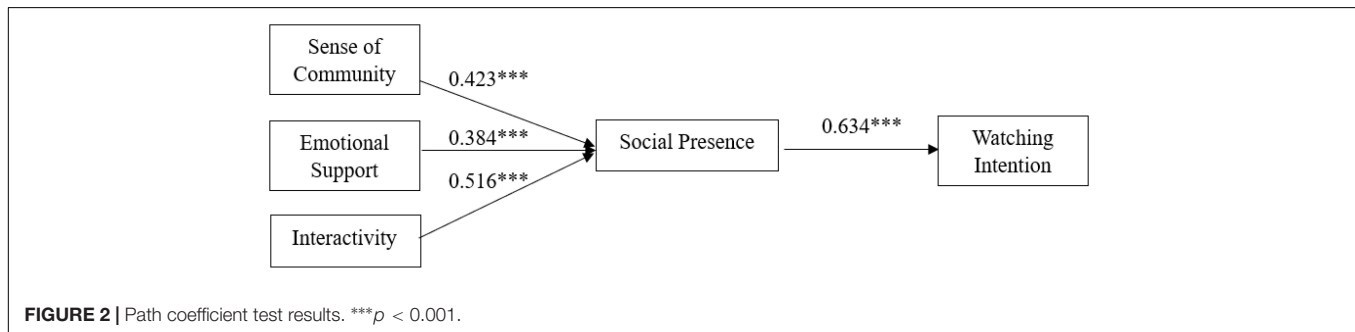 Sense of
Community
0.423***
Emotional
Support
0.384***
Interactivity
0.516***
Social Presence
0.634***
Watching
Intention
FIGURE 2 | Path coefficient test results. ***p < 0.001.